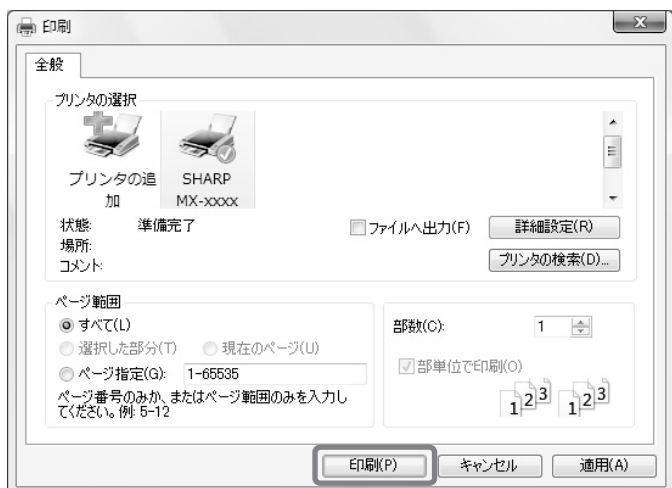 印刷
X
全般
プリンタの選択
プリンタの追
加
SHARP
MX-xxxx
状態: 準備完了
場所:
コメント:
ファイルへ出力(F)
詳細設定(R)
プリンタの検索(D)...
ページ範囲
すべて(L)
選択した部分(T) 現在のページ(U)
ページ指定(G): 1-65535
ページ番号のみか、またはページ範囲のみを入力し
てください。例: 5-12
部数(C): 1
部単位で印刷(O)
1 2 3 1 2 3
印刷(P) キャンセル 適用(A)